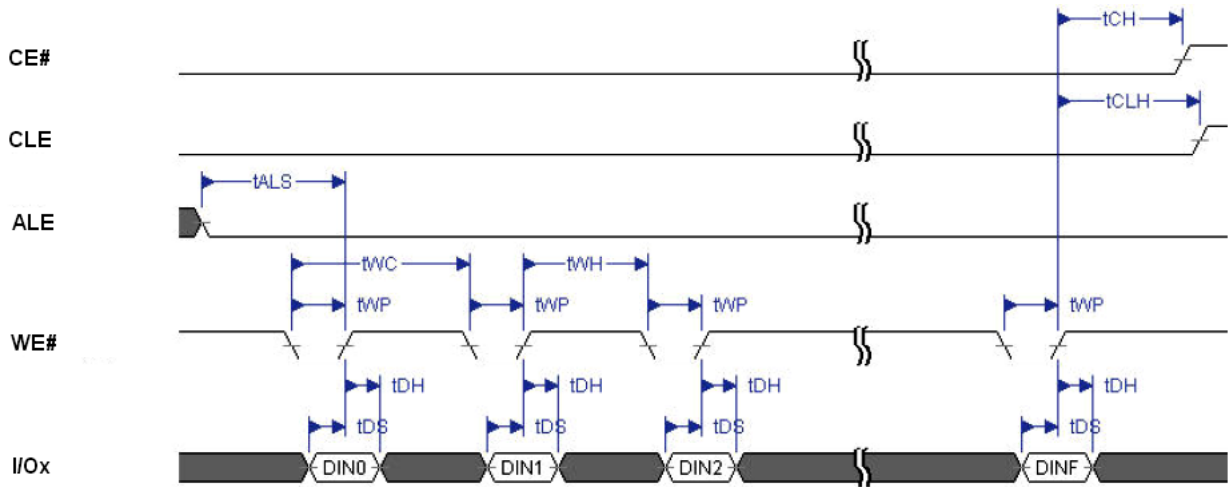 tCH
CE#
tCLH
CLE
tALS
ALE
tWC tWH
tWP tWP tWP tWP
WE#
tDH tDH tDH tDH
tDS tDS tDS tDS
I/Ox DIN0 DIN1 DIN2 DINF